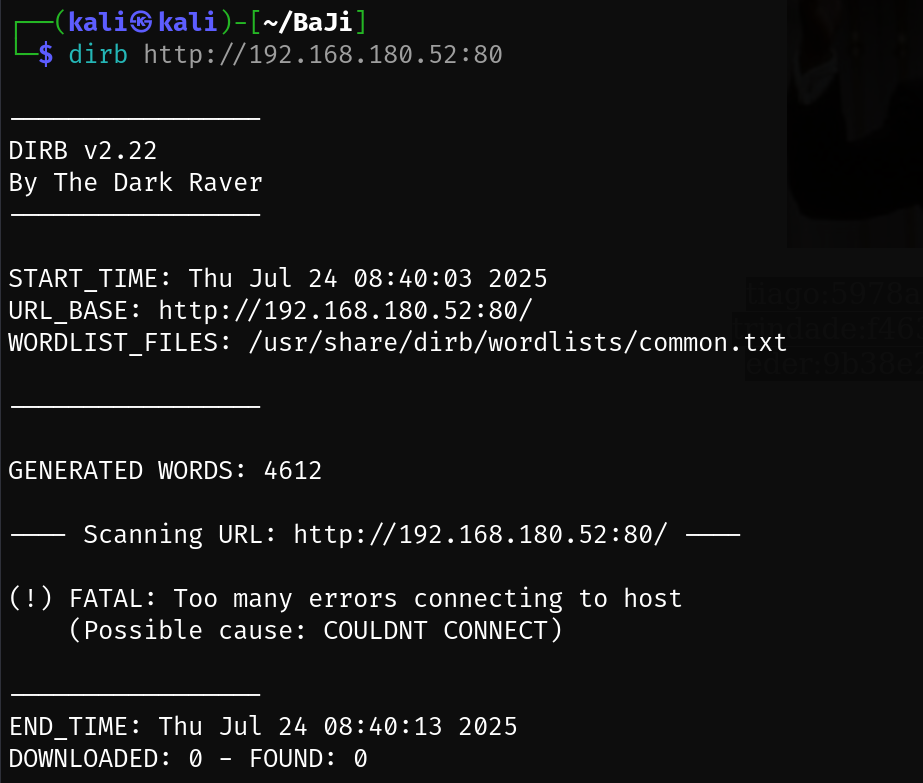 (kali㉿kali)-[~/BaJi]
$ dirb http://192.168.180.52:80
DIRB v2.22
By The Dark Raver
START_TIME: Thu Jul 24 08:40:03 2025
URL_BASE: http://192.168.180.52:80/
WORDLIST_FILES: /usr/share/dirb/wordlists/common.txt
GENERATED WORDS: 4612
---- Scanning URL: http://192.168.180.52:80/ ----
(!) FATAL: Too many errors connecting to host
(Possible cause: COULDNT CONNECT)
END_TIME: Thu Jul 24 08:40:13 2025
DOWNLOADED: 0 - FOUND: 0